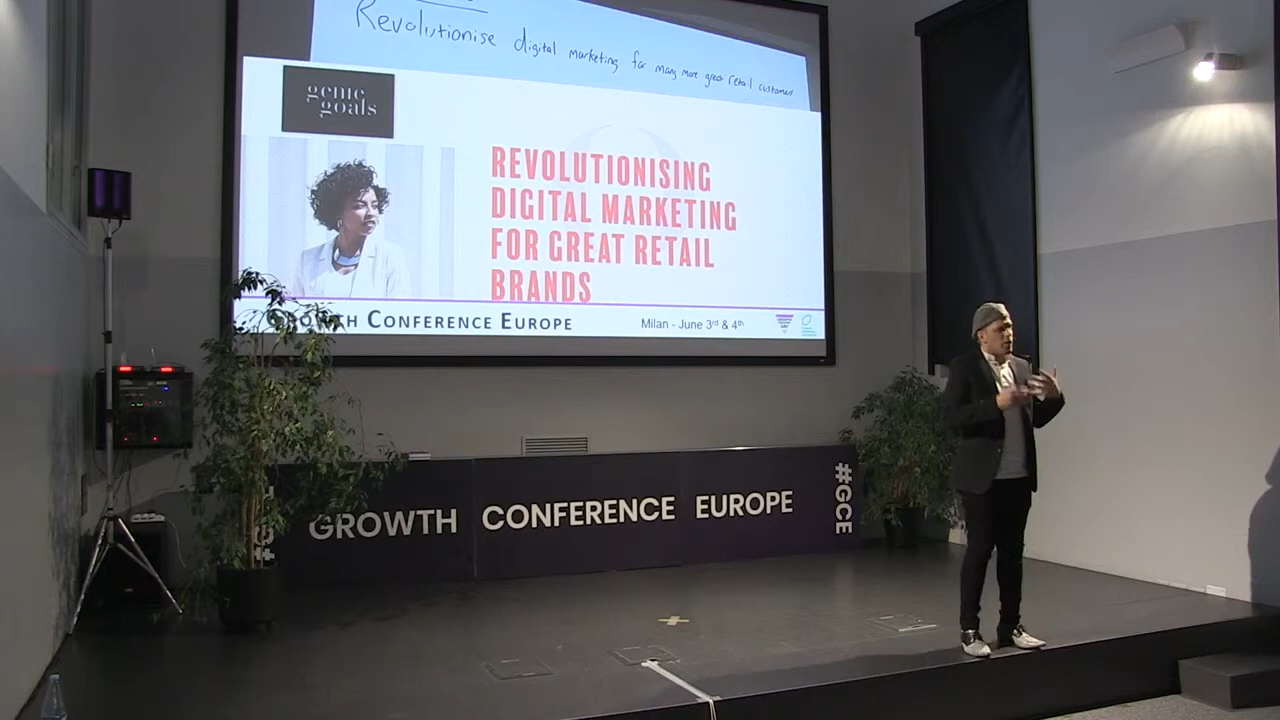 Revolutionise digital marketing for many more great retail customers
genie
goals
REVOLUTIONISING
DIGITAL MARKETING
FOR GREAT RETAIL
BRANDS
GROWTH CONFERENCE EUROPE
Milan - June 3rd & 4th
GROWTH CONFERENCE EUROPE
#GCE